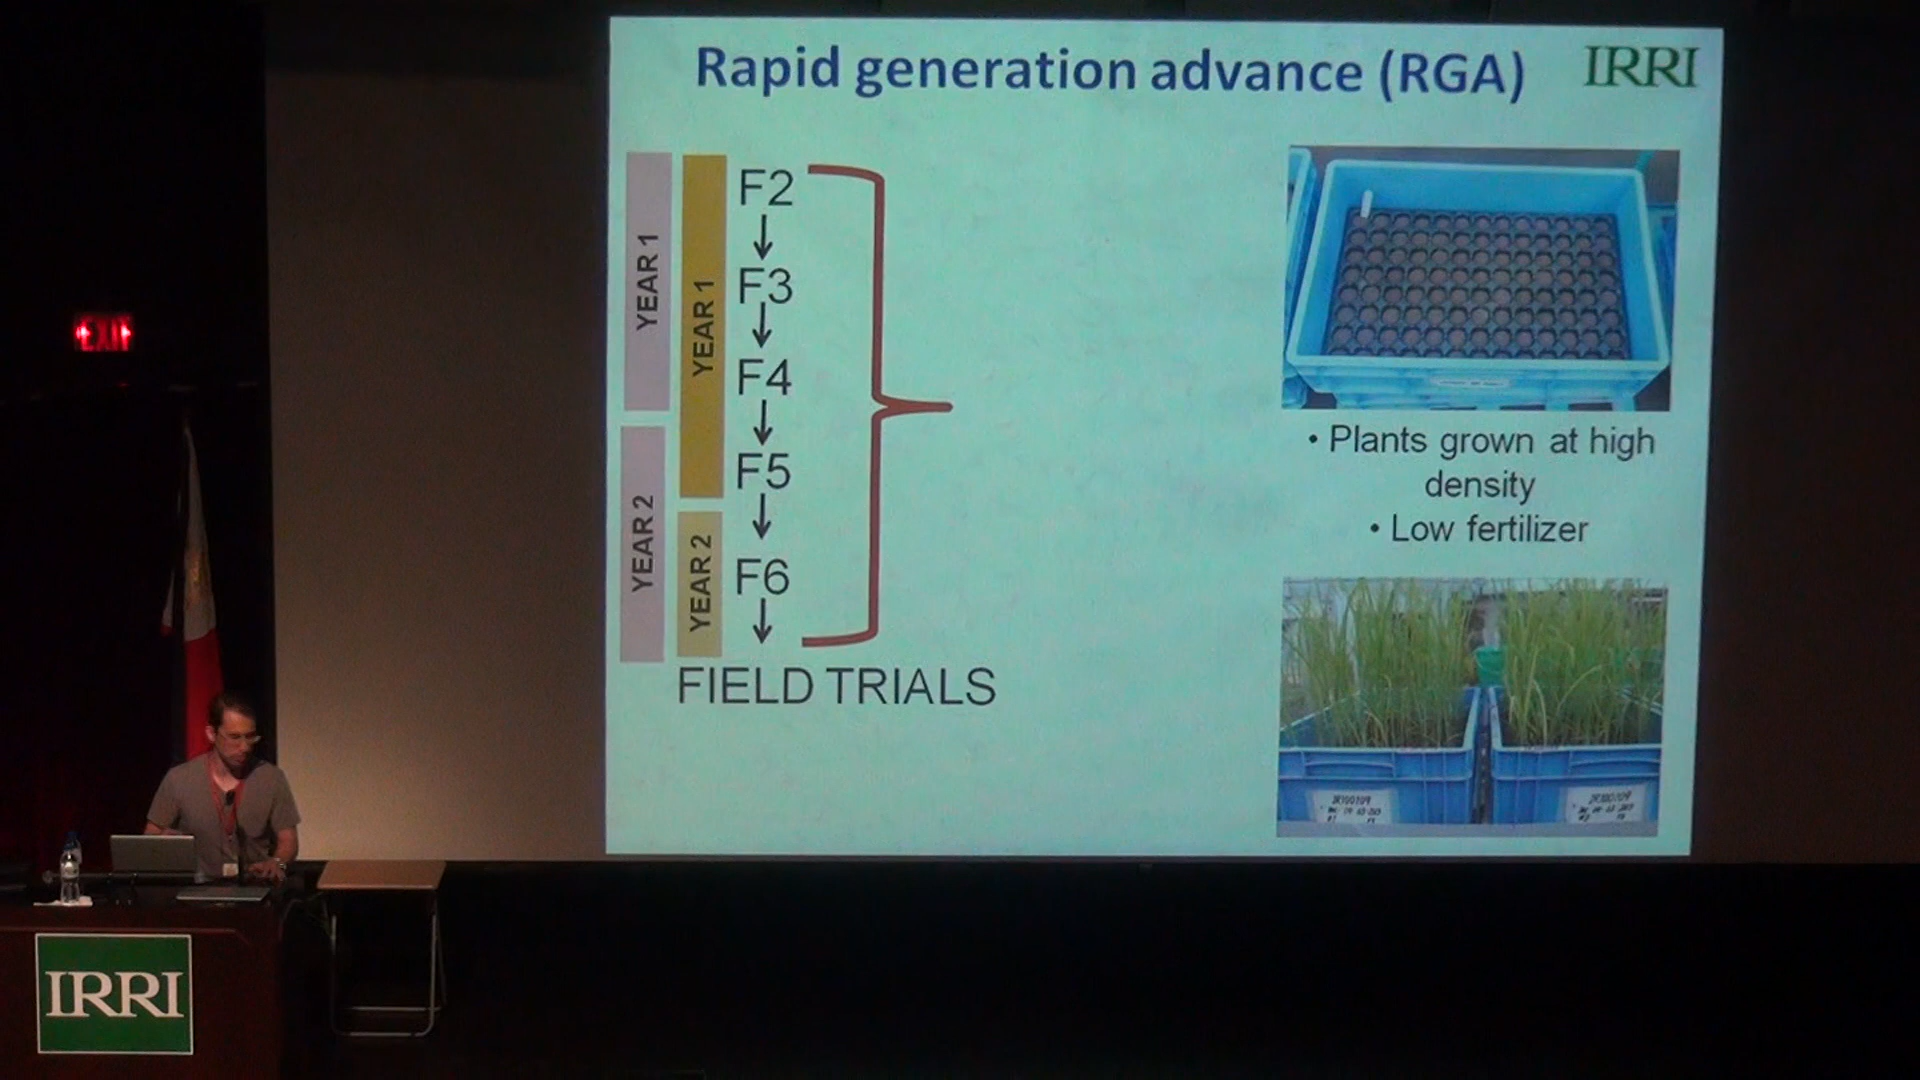 Rapid generation advance (RGA)
IRRI
YEAR 1
YEAR 2
YEAR 1
YEAR 2
F2
F3
F4
F5
F6
FIELD TRIALS
• Plants grown at high
density
• Low fertilizer
EXIT
IRRI